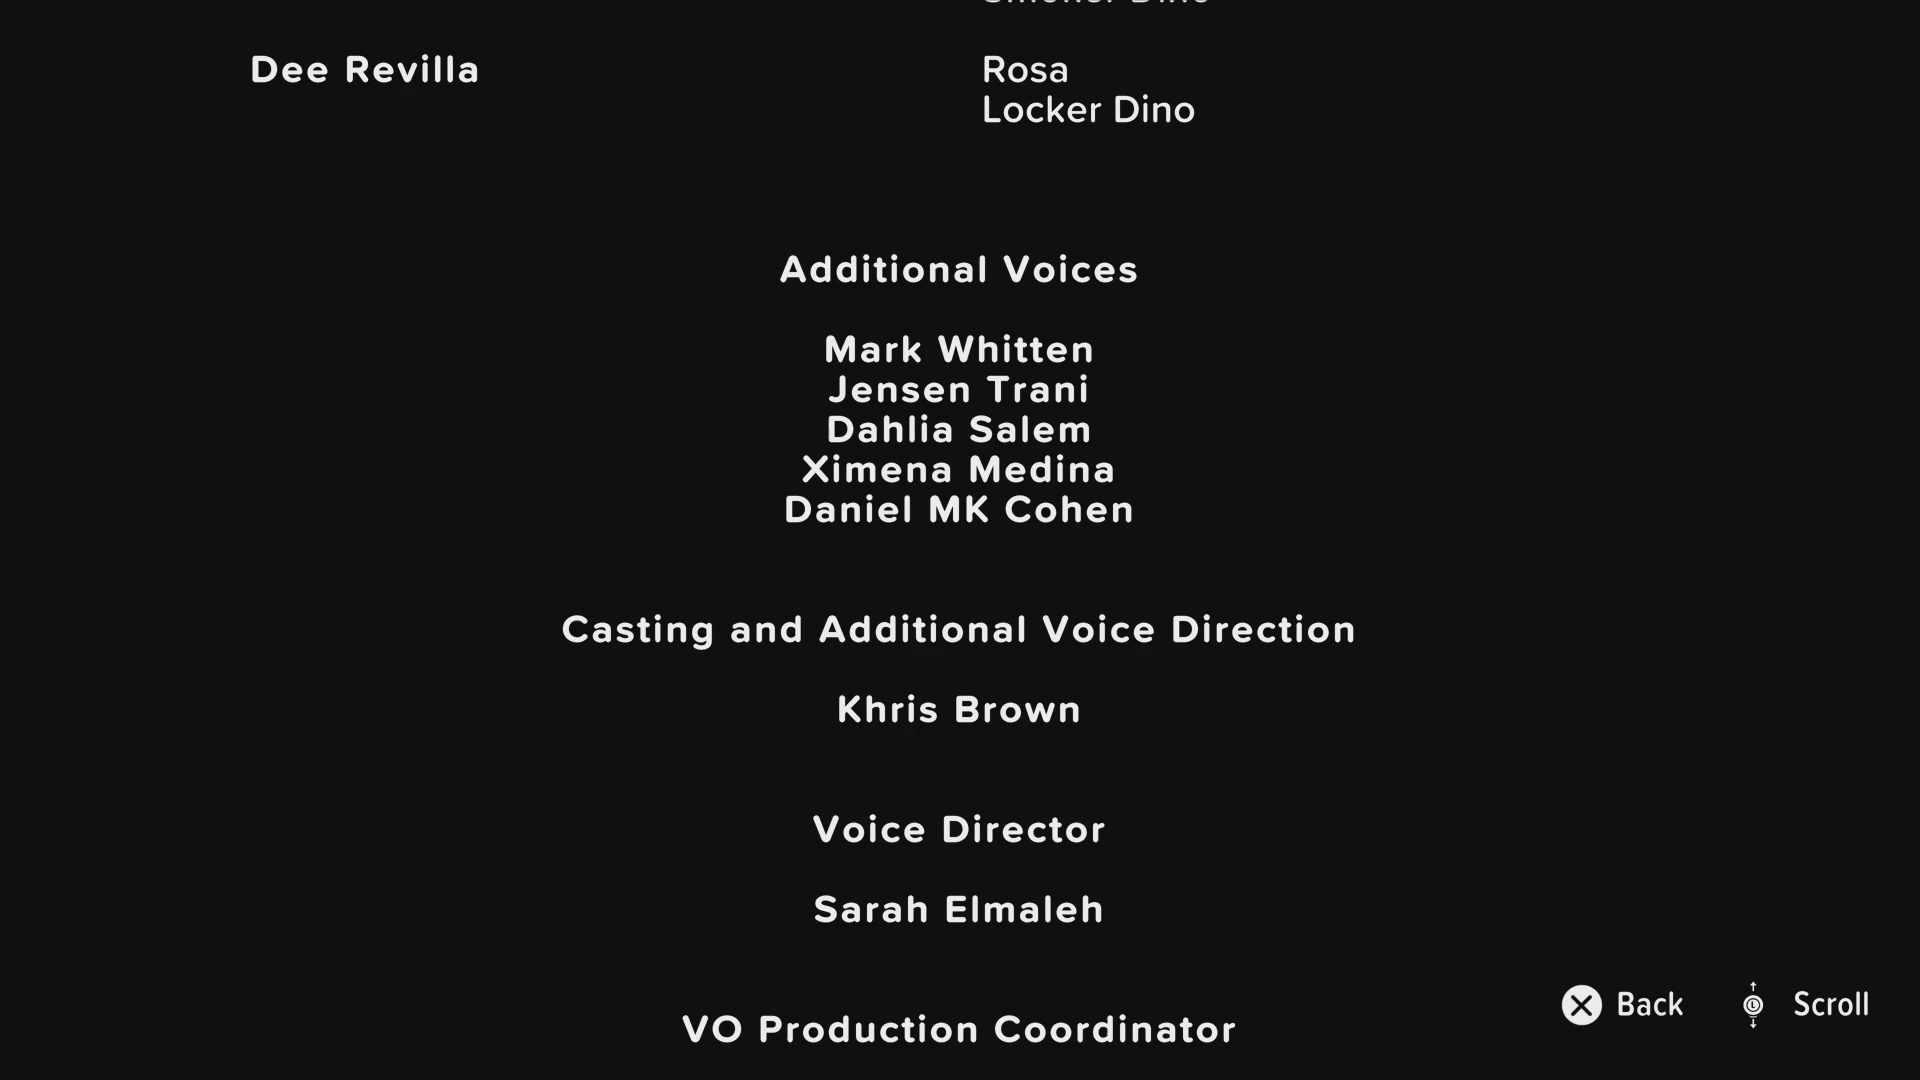 Dee Revilla Rosa
Locker Dino
Additional Voices
Mark Whitten
Jensen Trani
Dahlia Salem
Ximena Medina
Daniel MK Cohen
Casting and Additional Voice Direction
Khris Brown
Voice Director
Sarah Elmaleh
VO Production Coordinator
Back Scroll